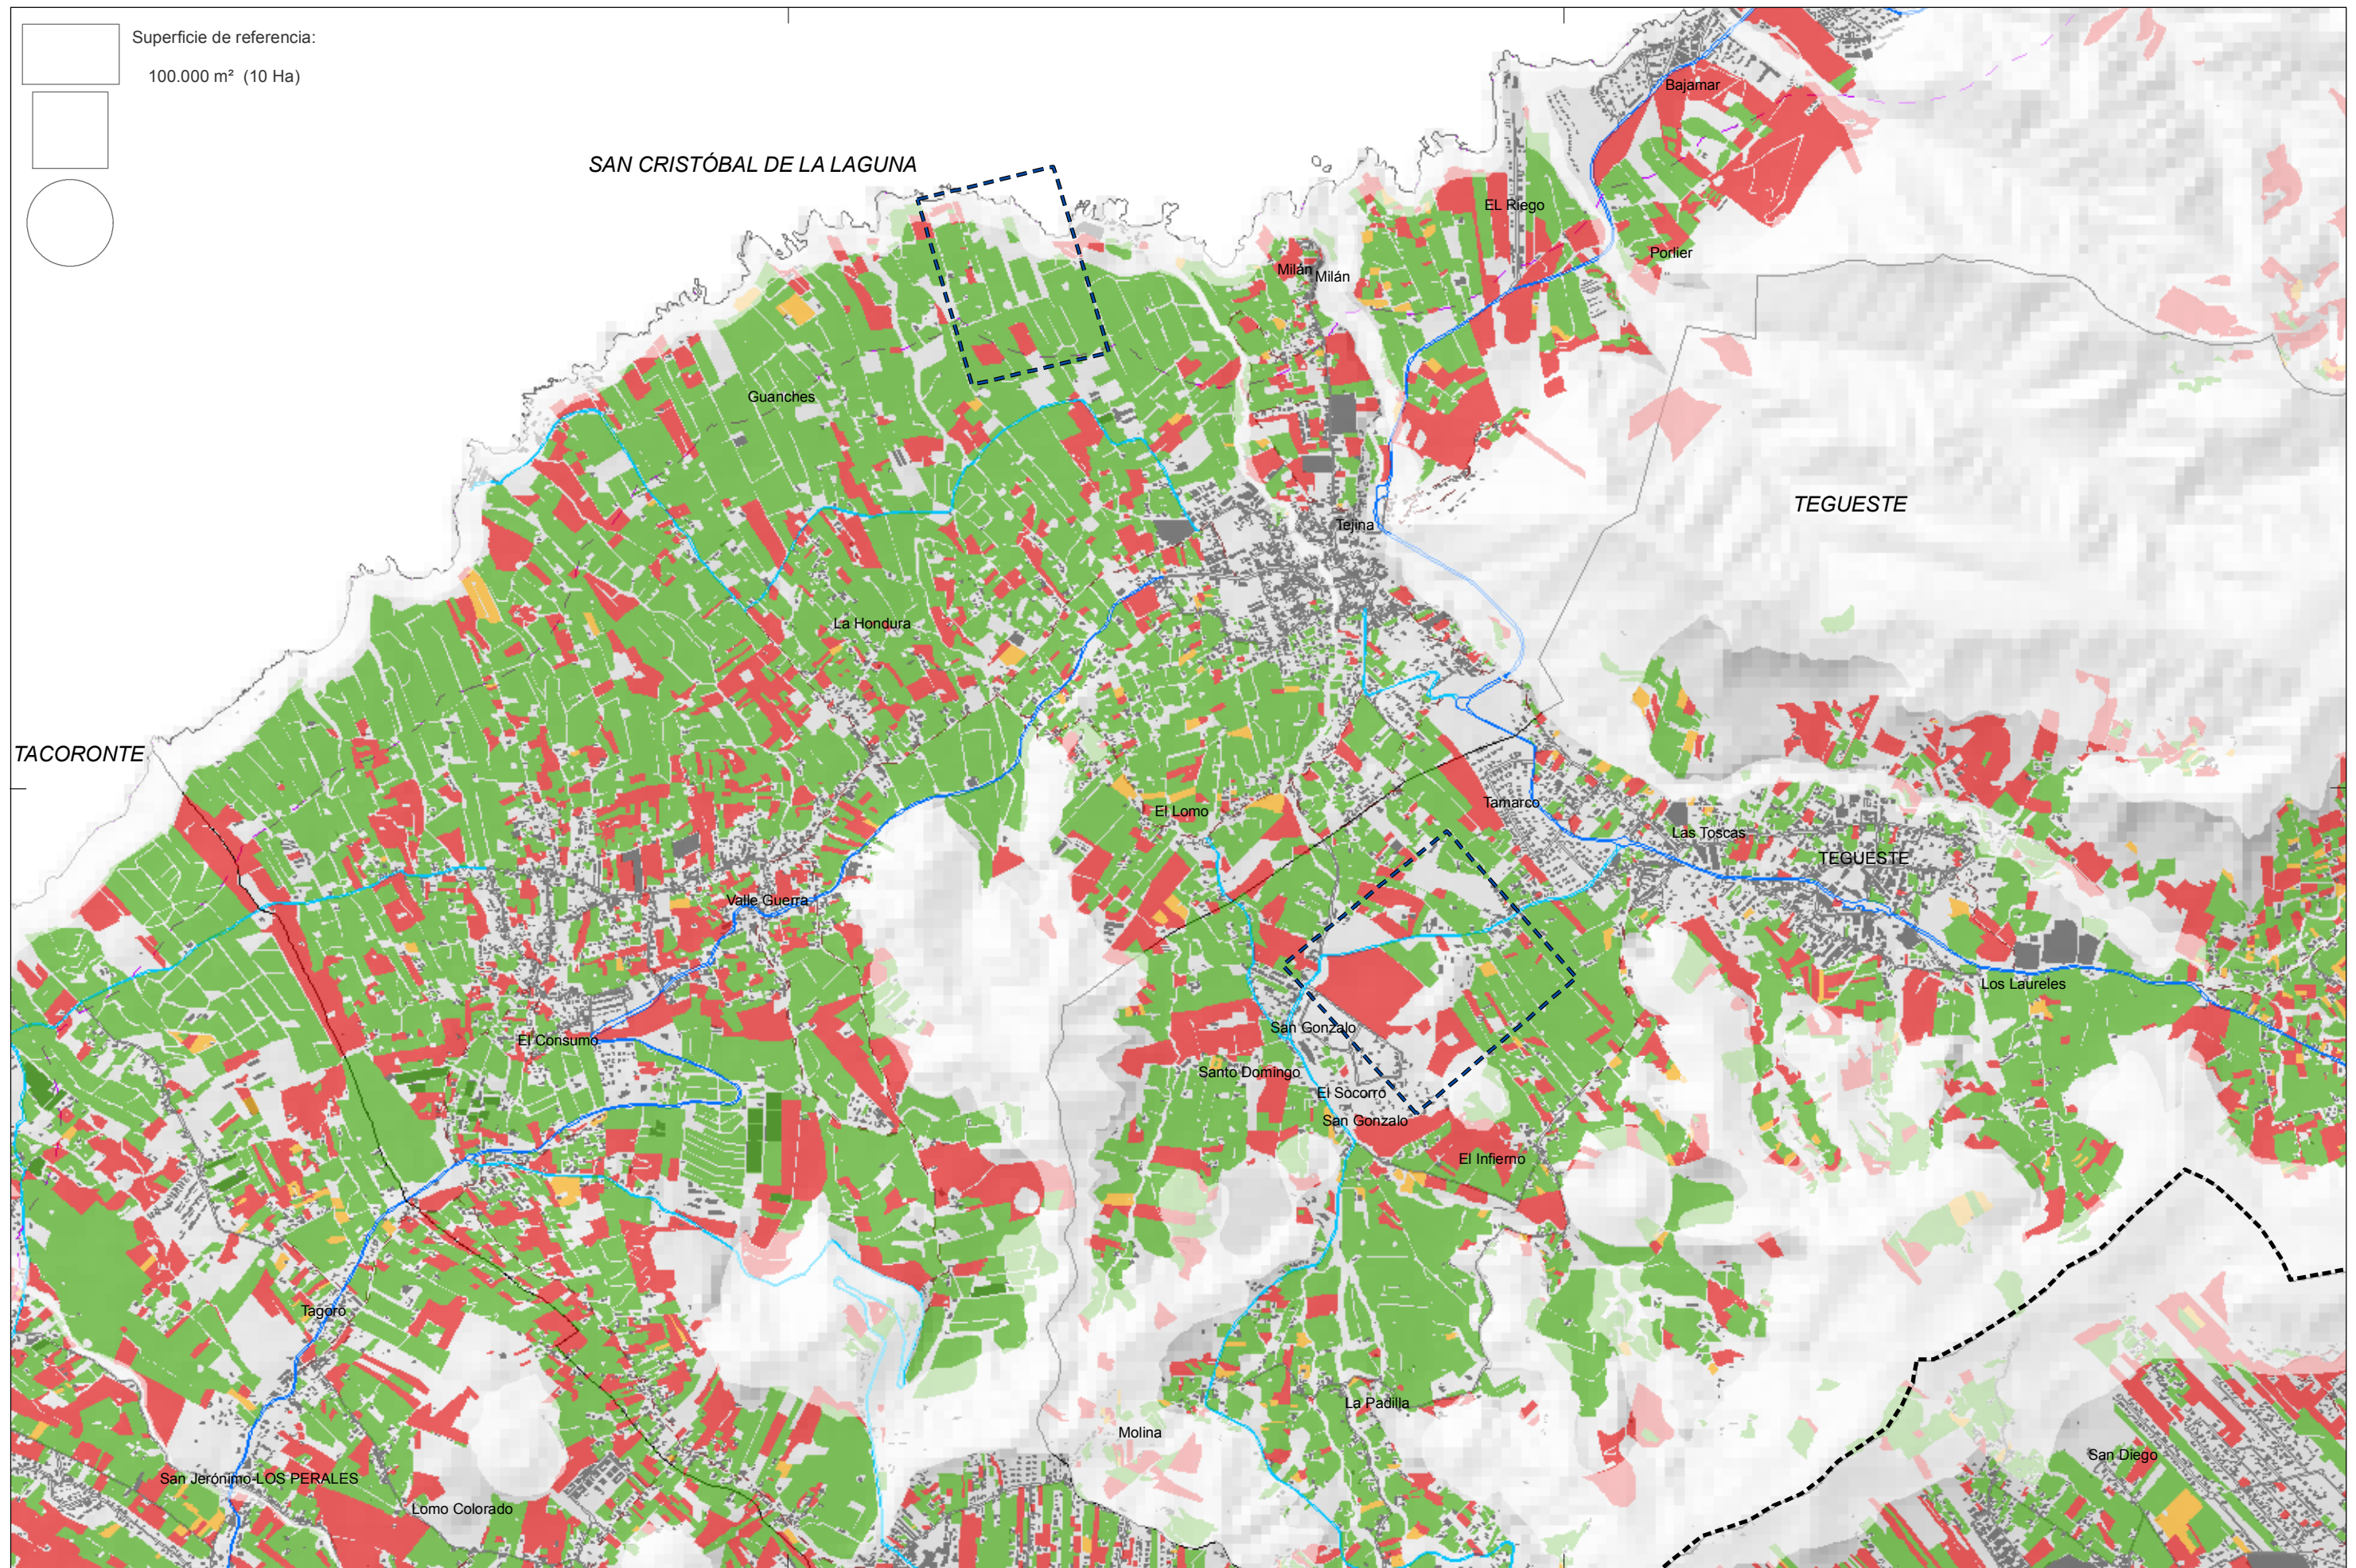 Superficie de referencia:
100.000 m² (10 Ha)
Bajamar
SAN CRISTÓBAL DE LA LAGUNA
EL Riego
Porlier
Milán
Milán
Guanches
TEGUESTE
Tejina
La Hondura
TACORONTE
Tamarco
El Lomo
Las Toscas
TEGUESTE
Valle Guerra
Los Laureles
San Gonzalo
El Consumo
Santo Domingo
El Socorro
San Gonzalo
El Infierno
Tagoro
La Padilla
Molina
San Diego
San Jerónimo-LOS PERALES
Lomo Colorado